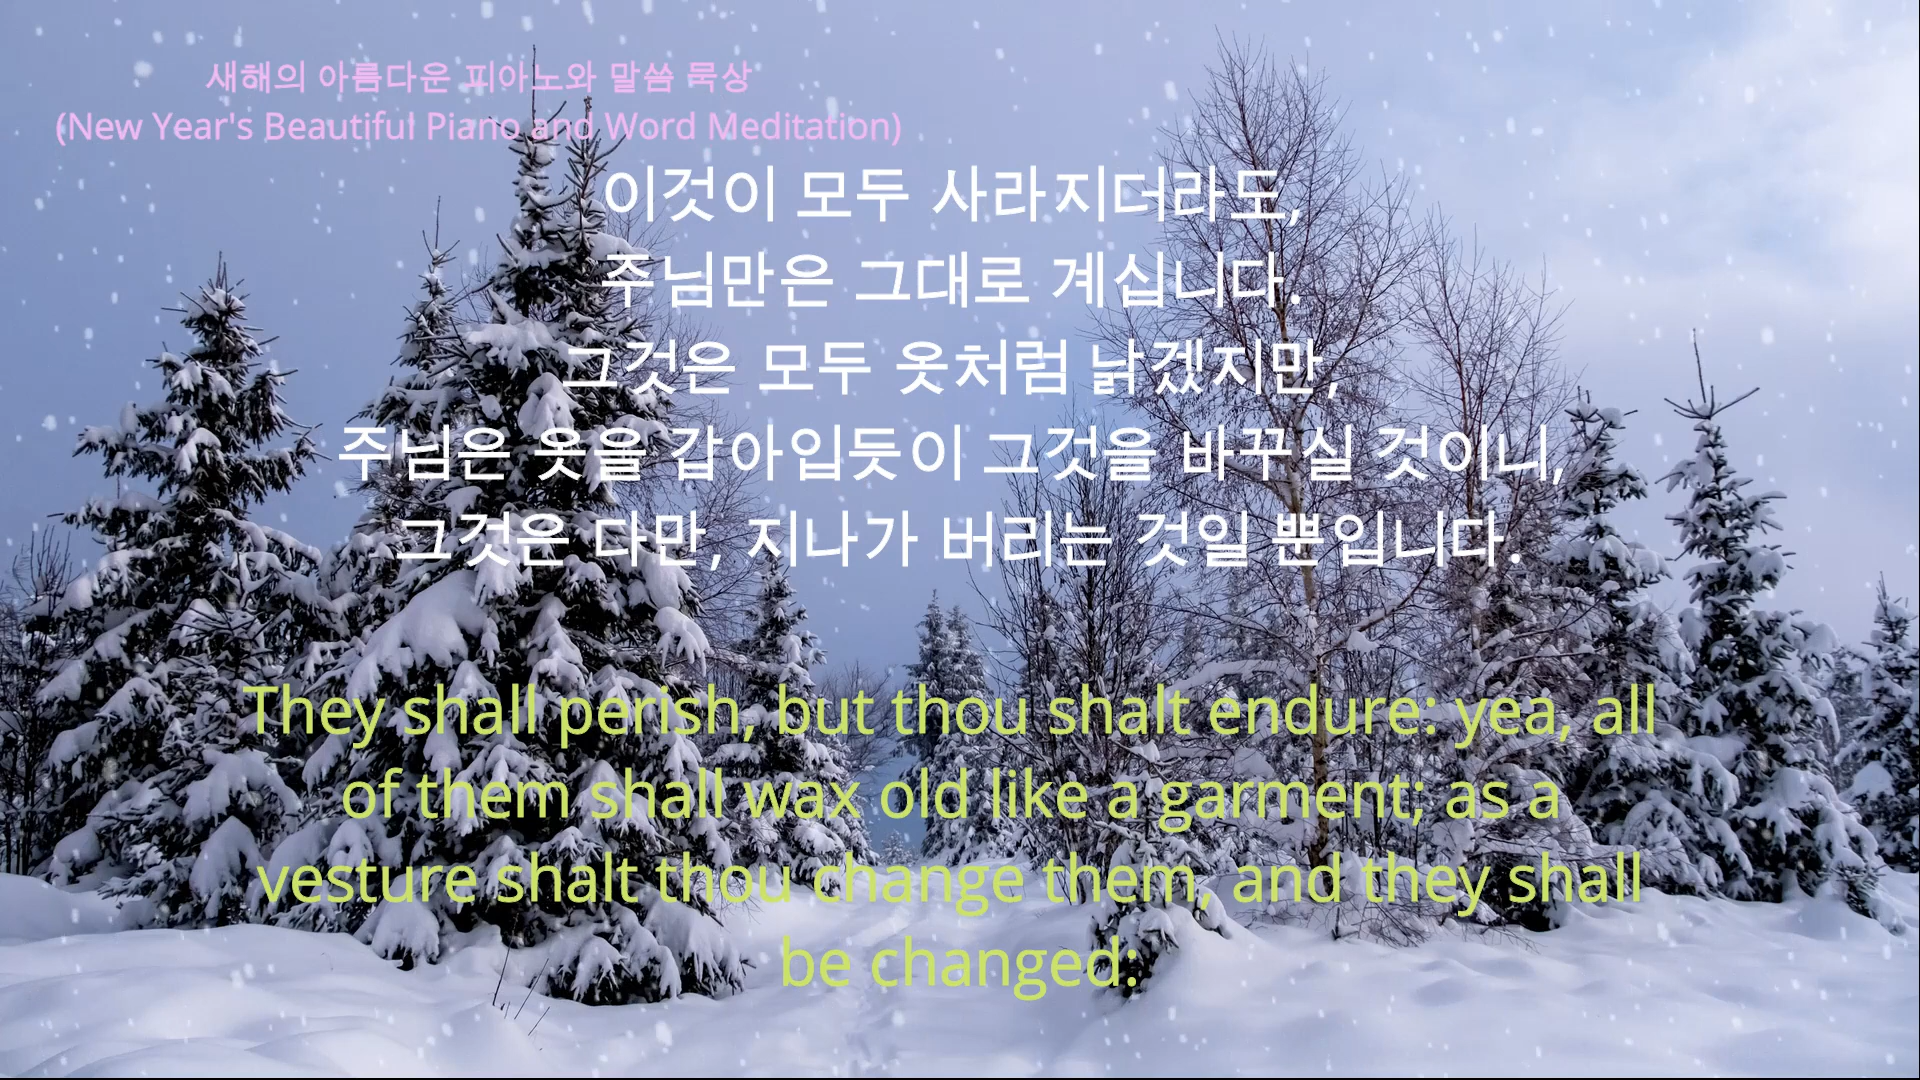 새해의 아름다운 피아노와 말씀 묵상
(New Year's Beautiful Piano and Word Meditation)
이것이 모두 사라지더라도,
주님만은 그대로 계십니다.
그것은 모두 옷처럼 낡겠지만,
주님은 옷을 갑아입듯이 그것을 바꾸실 것이니,
그것은 다만, 지나가 버리는 것일 뿐입니다.
They shall perish, but thou shalt endure: yea, all
of them shall wax old like a garment; as a
vesture shalt thou change them, and they shall
be changed: